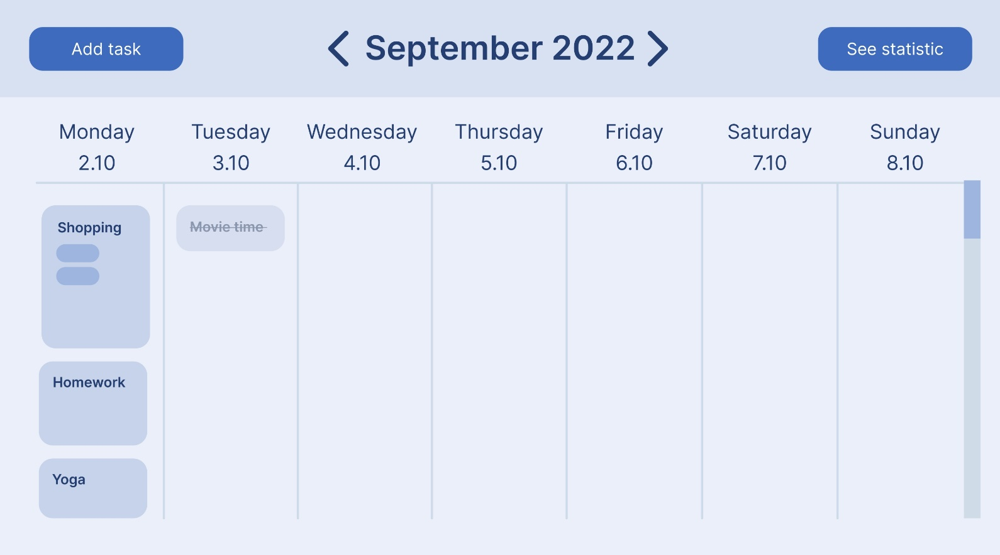 Add task
September 2022
See statistic
Monday
Tuesday
Wednesday
Thursday
Friday
Saturday
Sunday
2.10
3.10
4.10
5.10
6.10
7.10
8.10
Shopping
Movie time
Homework
Yoga